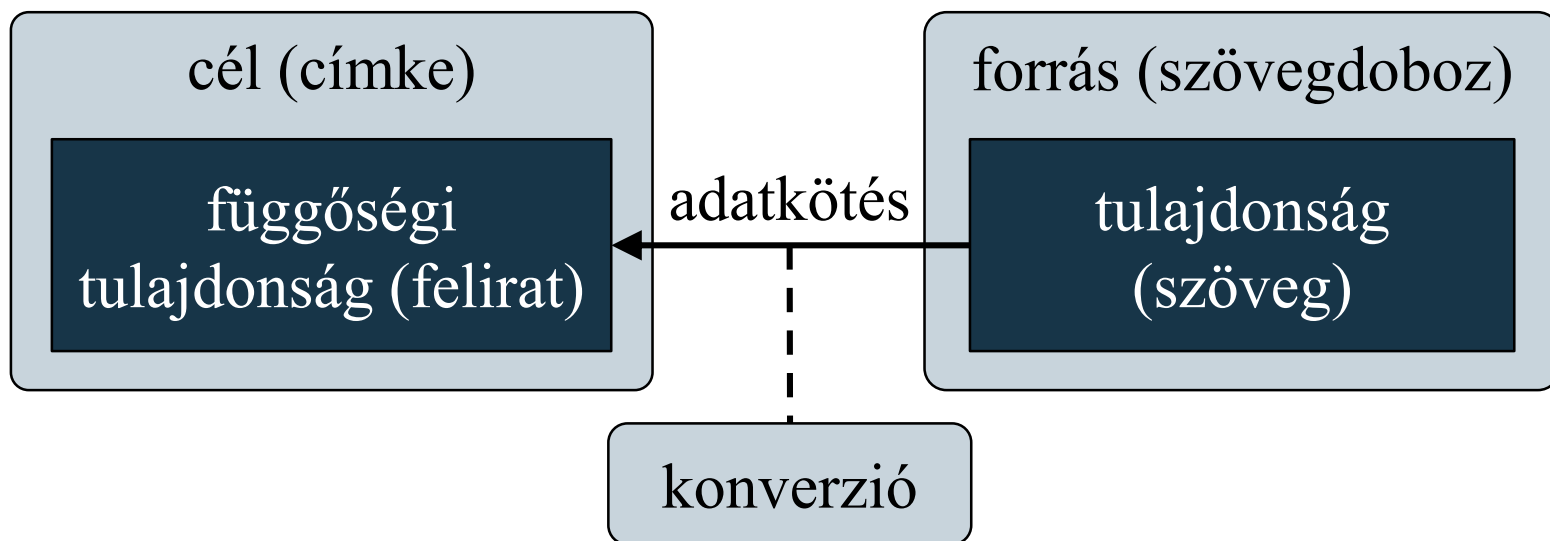 cél (címke)
függőségi
tulajdonság (felirat)
adatkötés
forrás (szövegdoboz)
tulajdonság
(szöveg)
konverzió